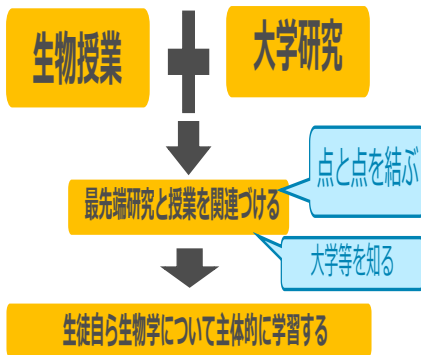 生物授業
大学研究
最先端研究と授業を関連づける
点と点を結ぶ
大学等を知る
生徒自ら生物学について主体的に学習する